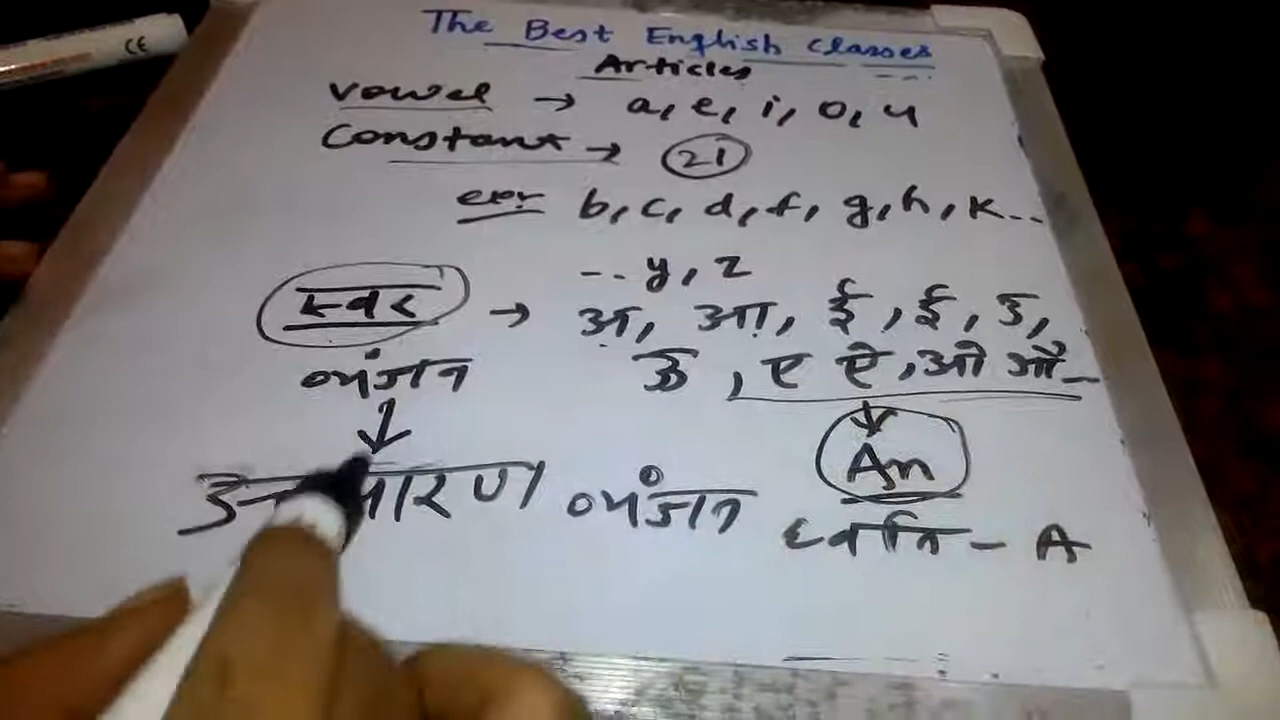 The Best English Classes
Articles
vowel → a, e, i, o, u
Constant → 21
b, c, d, f, g, h, k...
-.. y, z
स्वर → अ, आ, ई, ई, उ,
व्यंजन ऊ, ए ऐ, ओ औ
↓ ↓ An
व्यंजन ध्वनि - A